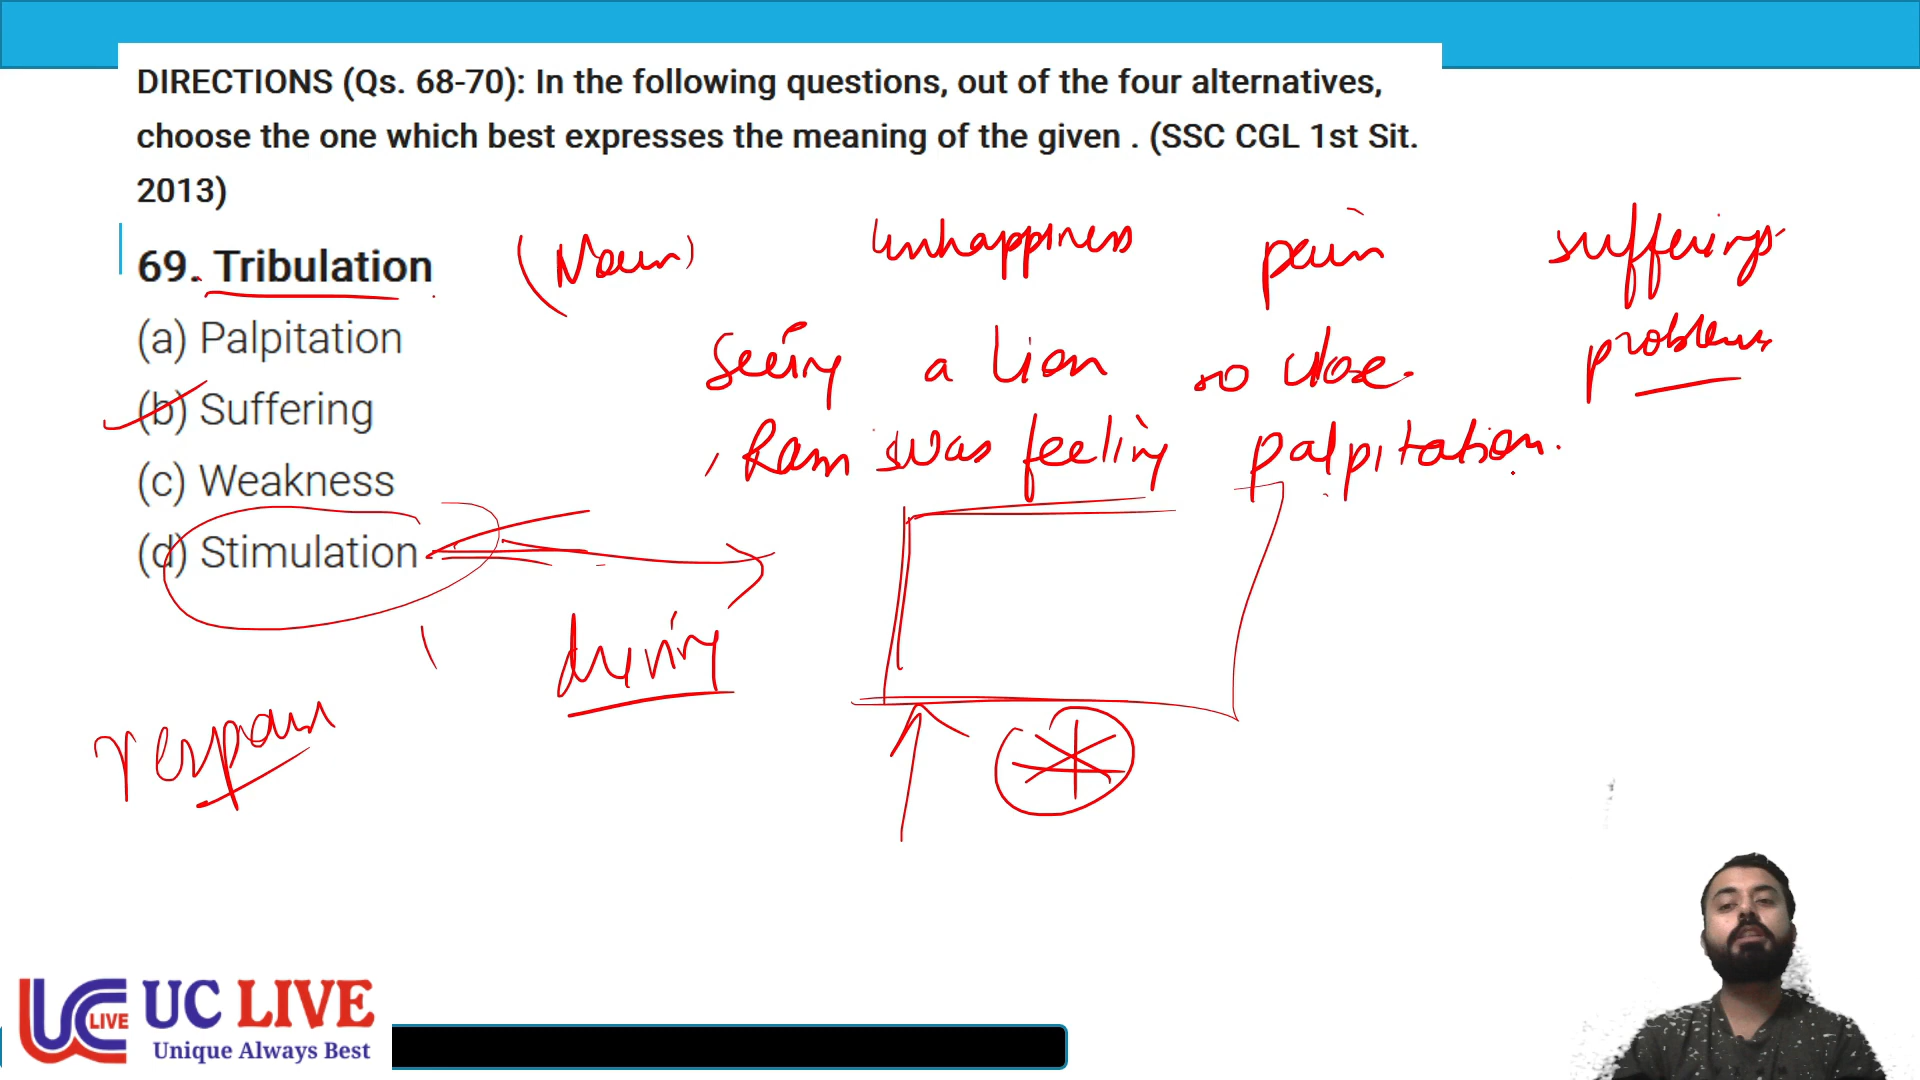 DIRECTIONS (Qs. 68-70): In the following questions, out of the four alternatives,
choose the one which best expresses the meaning of the given . (SSC CGL 1st Sit.
2013)
69. Tribulation
(Noun) unhappiness pain sufferings
problems
(a) Palpitation
(b) Suffering
(c) Weakness
(d) Stimulation
Seeing a lion so close
, Ram was feeling palpitation.
UC LIVE
LIVE
Unique Always Best